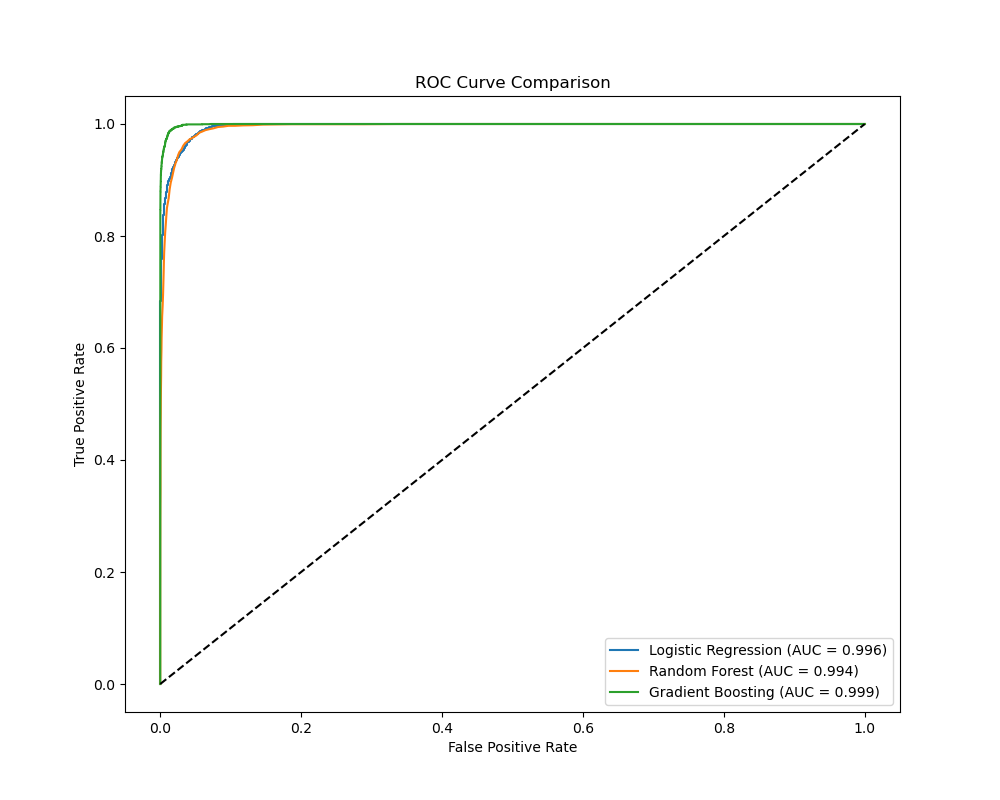 ROC Curve Comparison
True Positive Rate
1.0
0.8
0.6
0.4
0.2
0.0
Logistic Regression (AUC = 0.996)
Random Forest (AUC = 0.994)
Gradient Boosting (AUC = 0.999)
0.0 0.2 0.4 0.6 0.8 1.0
False Positive Rate